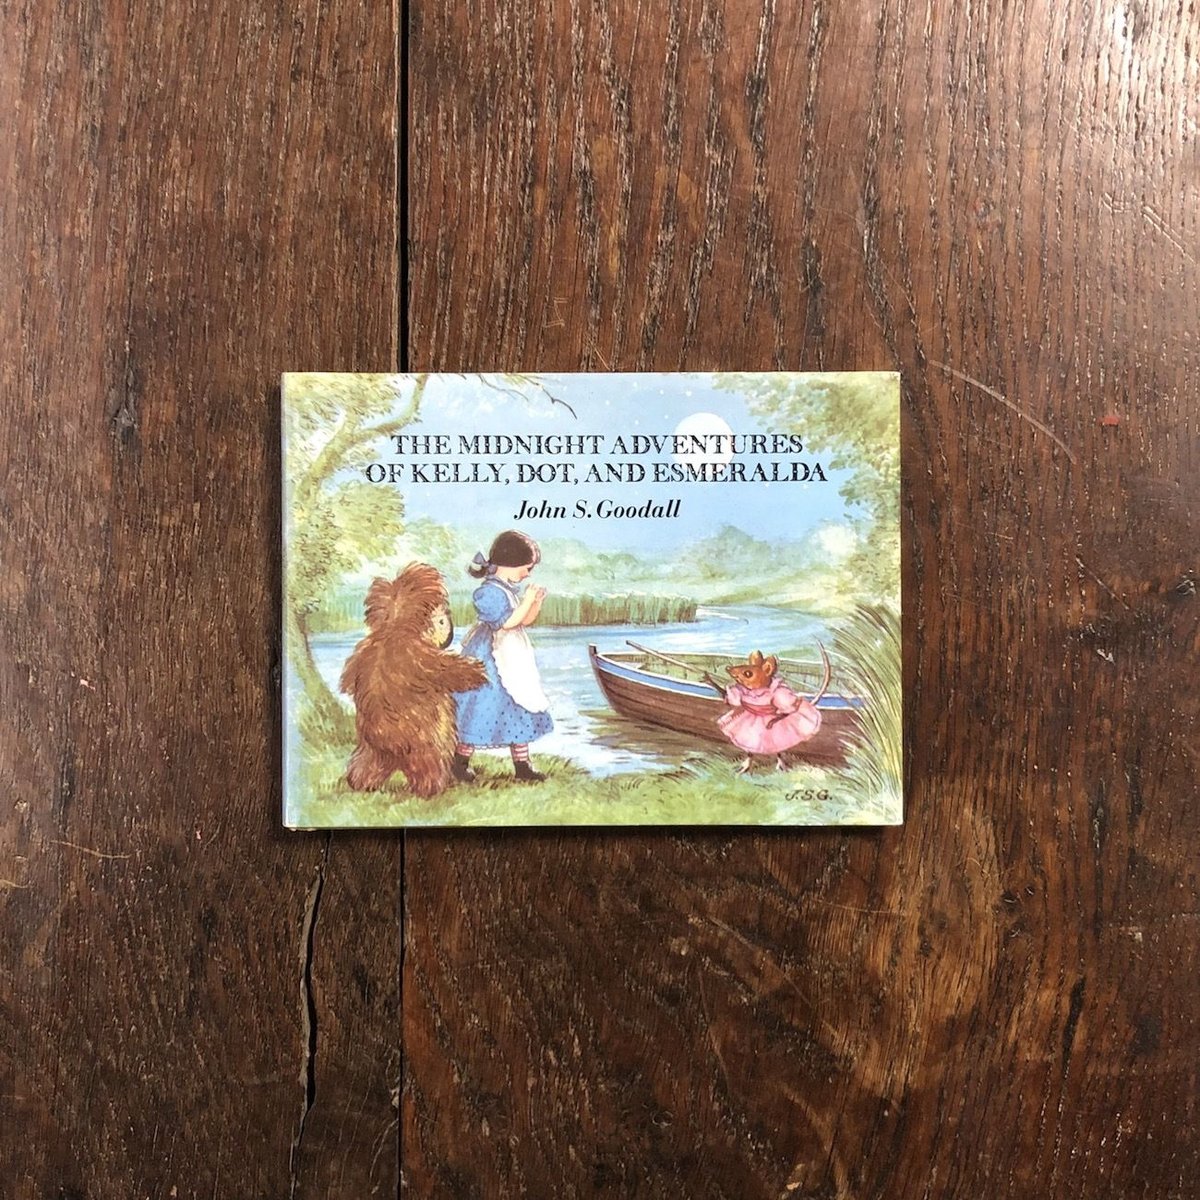 THE MIDNIGHT ADVENTURES
OF KELLY, DOT, AND ESMERALDA
John S. Goodall
J.S.G.